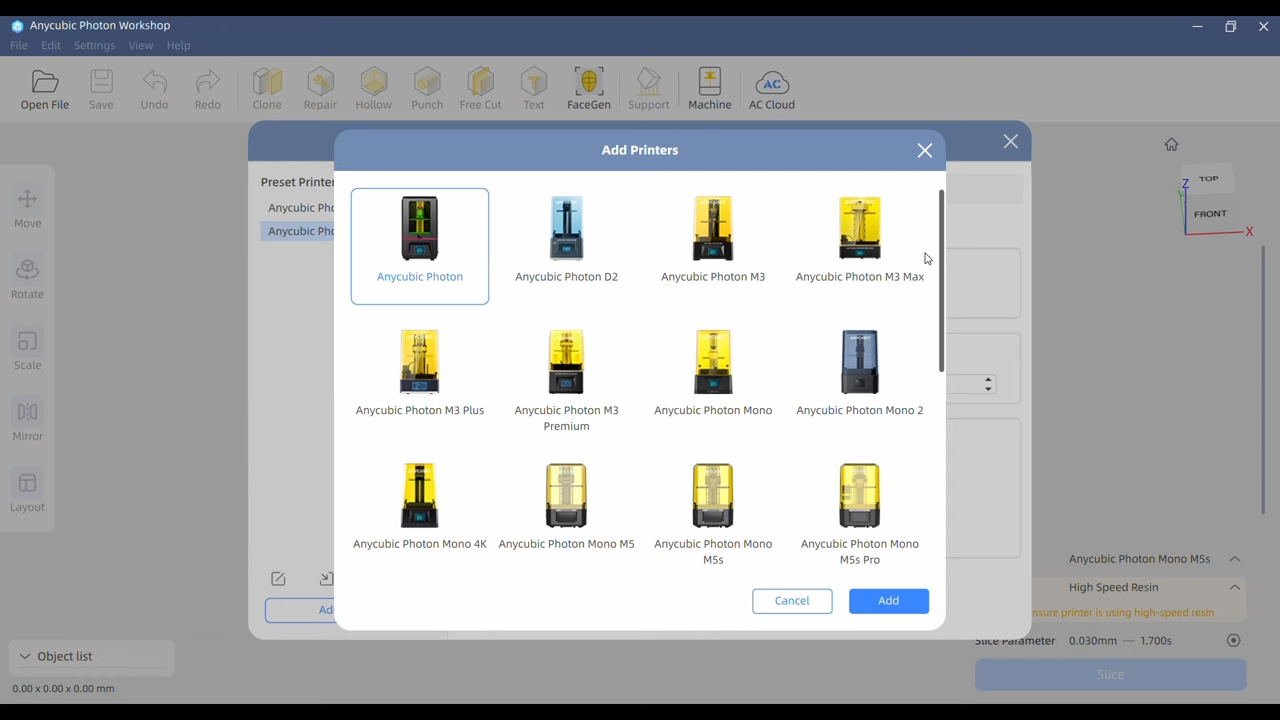 Anycubic Photon Workshop
File Edit Settings View Help
Open File Save Undo Redo Clone Repair Hollow Punch Free Cut Text FaceGen Support Machine AC Cloud
AC
T
Add Printers
Preset Printer
Anycubic Pho
Anycubic Pho
TOP
Z
FRONT
X
Move
Rotate
Scale
Mirror
Layout
Anycubic Photon Anycubic Photon D2 Anycubic Photon M3 Anycubic Photon M3 Max
Anycubic Photon M3 Plus Anycubic Photon M3 Anycubic Photon Mono Anycubic Photon Mono 2
Premium
Anycubic Photon Mono 4K Anycubic Photon Mono M5 Anycubic Photon Mono Anycubic Photon Mono
M5s M5s Pro
Cancel Add
Ad
Anycubic Photon Mono M5s
High Speed Resin
nsure printer is using high-speed resin
Slice Parameter 0.030mm — 1.700s
Slice
Object list
0.00 x 0.00 x 0.00 mm